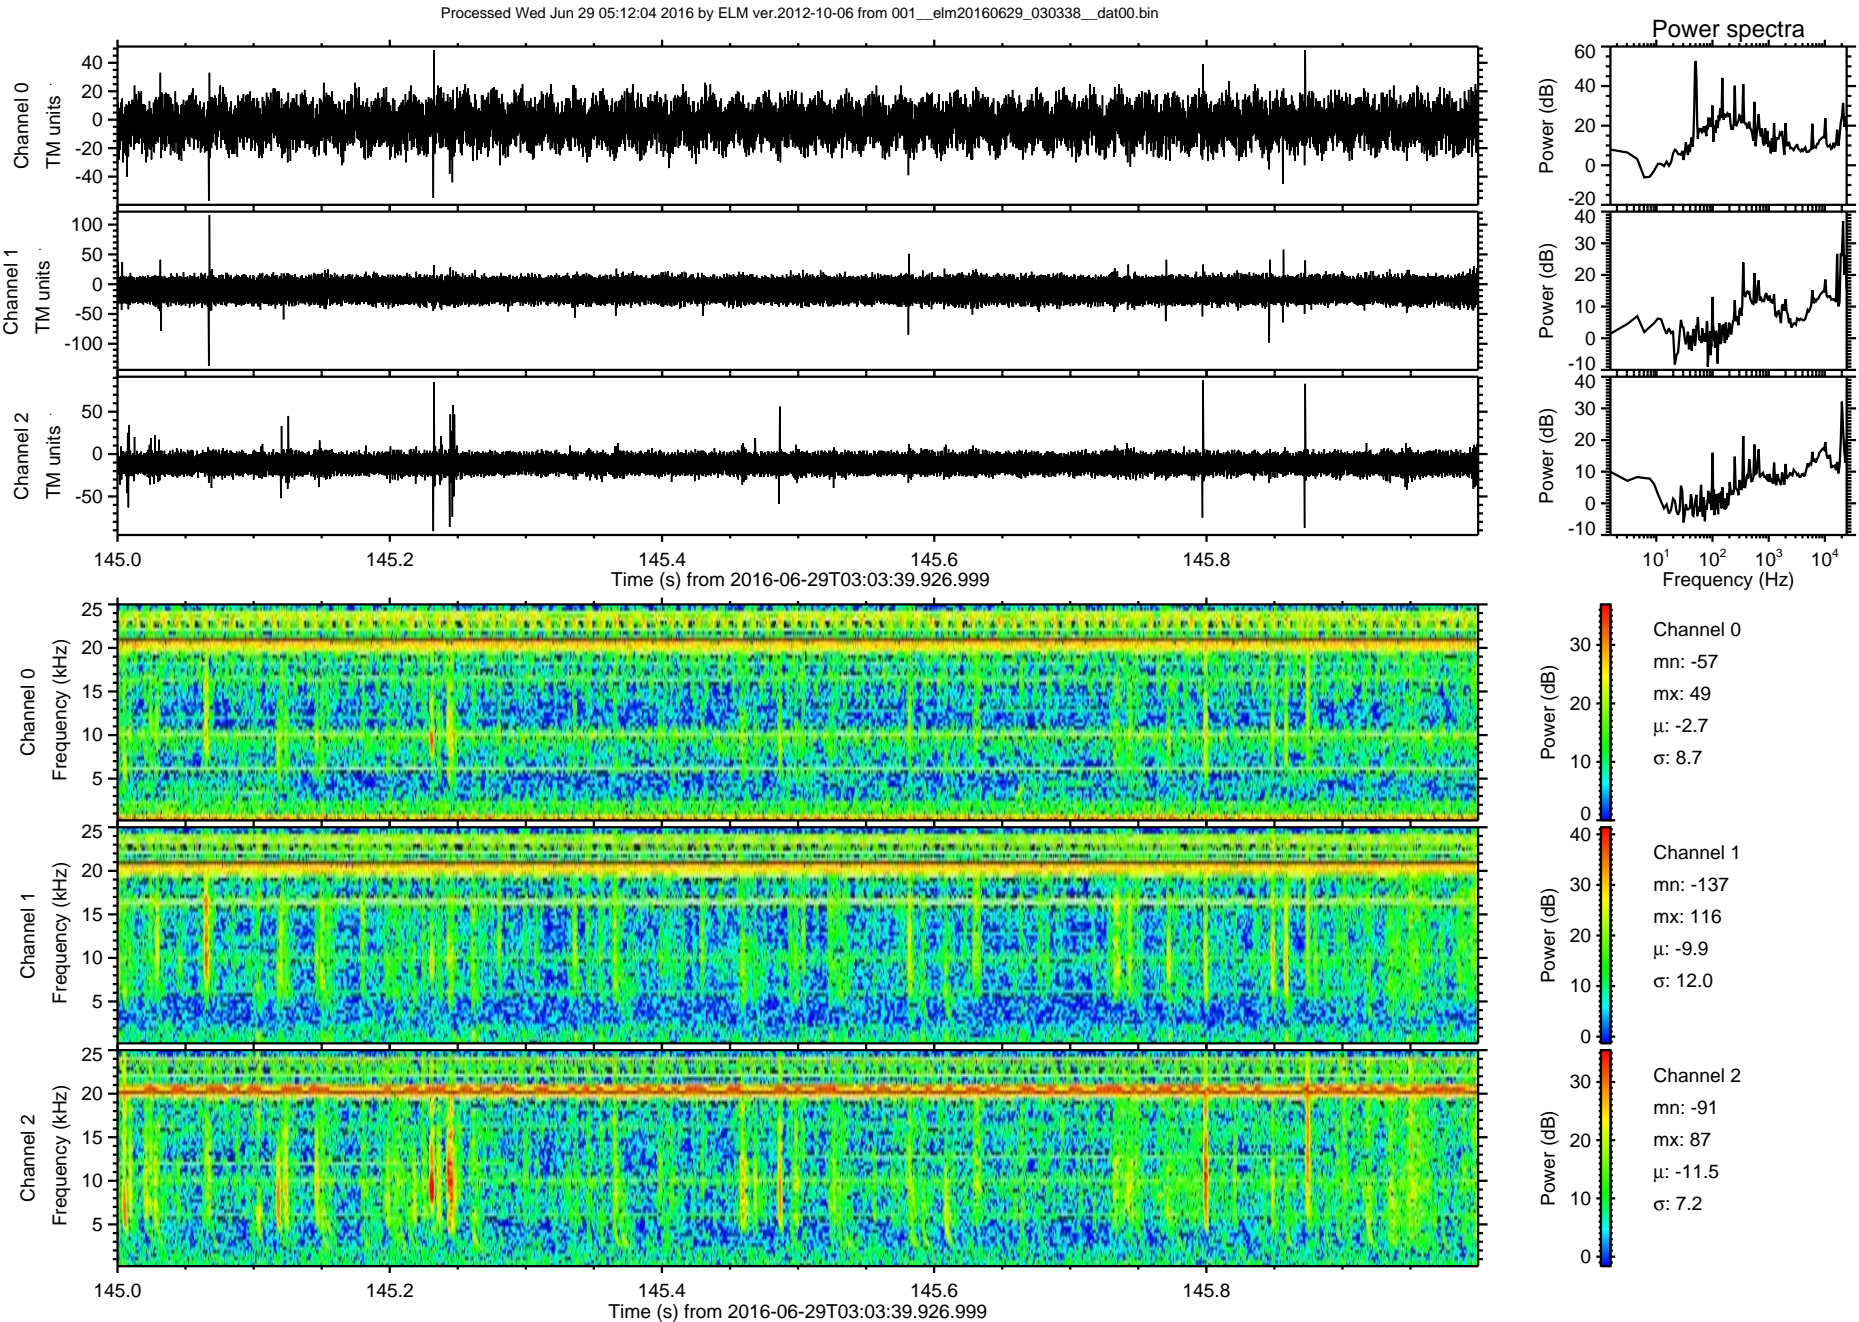 Processed Wed Jun 29 05:12:04 2016 by ELM ver.2012-10-06 from 001__elm20160629_030338__dat00.bin
Power spectra
Channel 0
TM units
40
20
0
-20
-40
Power (dB)
60
40
20
0
-20
Channel 1
TM units
100
50
0
-50
-100
Power (dB)
40
30
20
10
0
-10
Channel 2
TM units
50
0
-50
Power (dB)
40
30
20
10
0
-10
145.0 145.2 145.4 145.6 145.8
Time (s) from 2016-06-29T03:03:39.926.999
10^1 10^2 10^3 10^4
Frequency (Hz)
Channel 0
Frequency (kHz)
25
20
15
10
5
Power (dB)
30
20
10
0
Channel 0
mn: -57
mx: 49
μ: -2.7
σ: 8.7
Channel 1
Frequency (kHz)
25
20
15
10
5
Power (dB)
40
30
20
10
0
Channel 1
mn: -137
mx: 116
μ: -9.9
σ: 12.0
Channel 2
Frequency (kHz)
25
20
15
10
5
Power (dB)
30
20
10
0
Channel 2
mn: -91
mx: 87
μ: -11.5
σ: 7.2
145.0 145.2 145.4 145.6 145.8
Time (s) from 2016-06-29T03:03:39.926.999